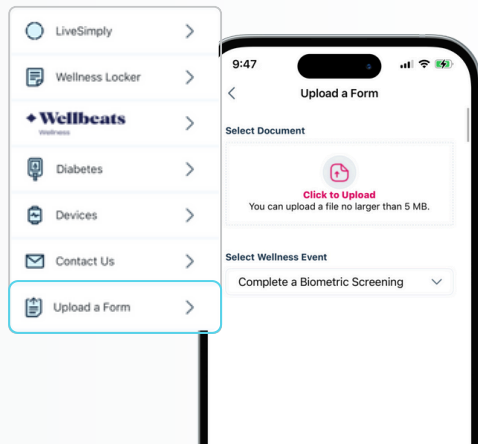 LiveSimply
Wellness Locker
Wellbeats
Wellness
Diabetes
Devices
Contact Us
Upload a Form
9:47
Upload a Form
Select Document
Click to Upload
You can upload a file no larger than 5 MB.
Select Wellness Event
Complete a Biometric Screening